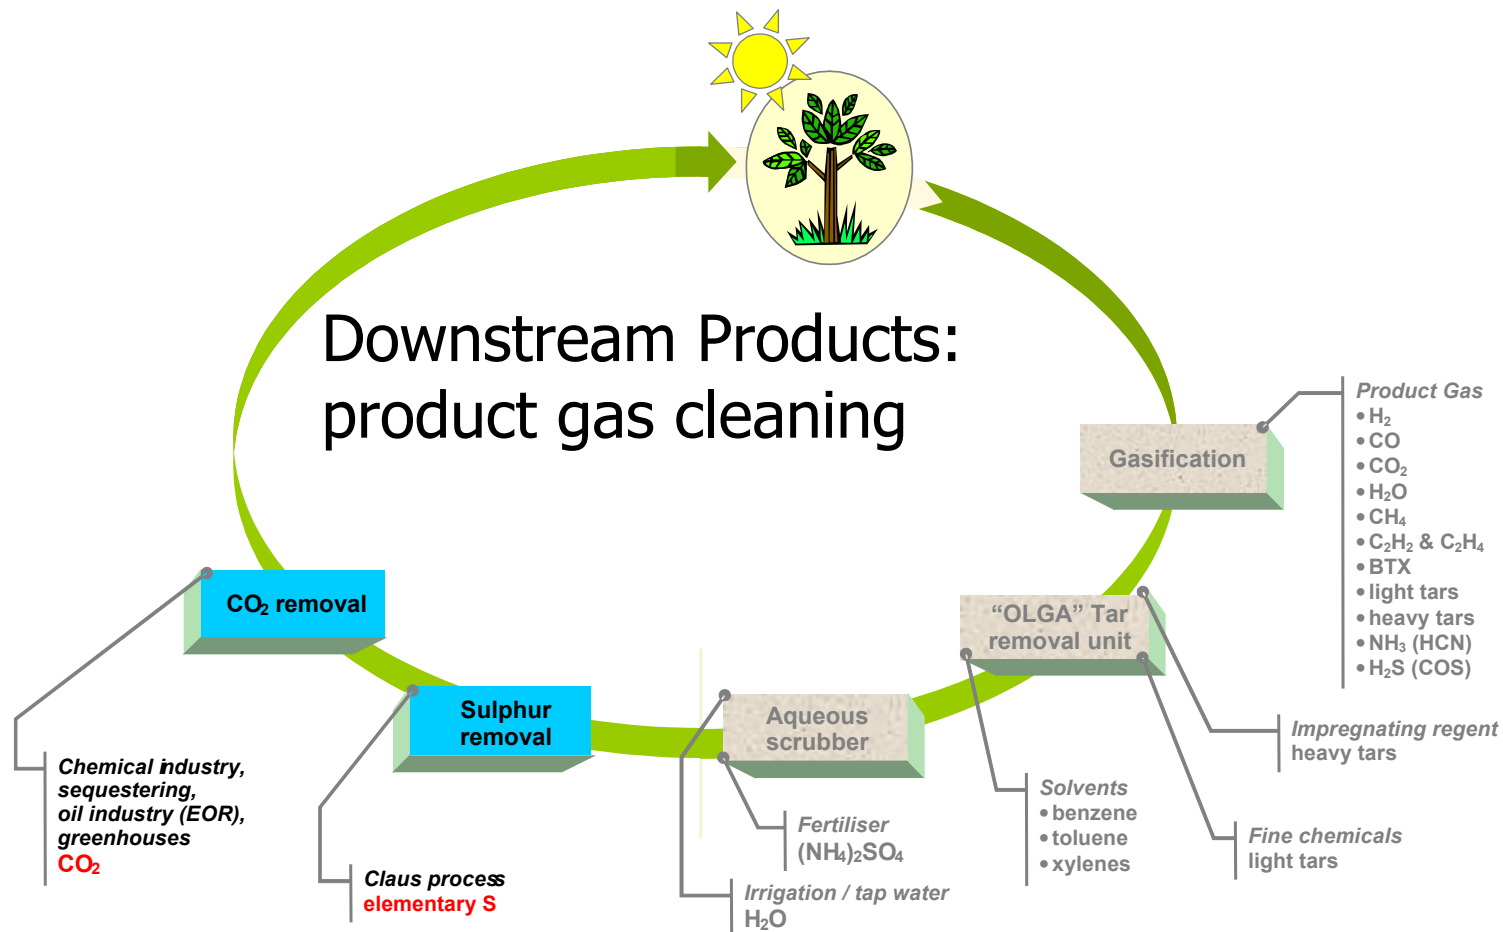 Downstream Products:
product gas cleaning
Product Gas
• H₂
• CO
• CO₂
• H₂O
• CH₄
• C₂H₂ & C₂H₄
• BTX
• light tars
• heavy tars
• NH₃ (HCN)
• H₂S (COS)
Gasification
“OLGA” Tar
removal unit
Impregnating regent
heavy tars
Fine chemicals
light tars
Solvents
• benzene
• toluene
• xylenes
Aqueous
scrubber
Fertiliser
(NH₄)₂SO₄
Irrigation / tap water
H₂O
Sulphur
removal
Claus process
elementary S
CO₂ removal
Chemical industry,
sequestering,
oil industry (EOR),
greenhouses
CO₂